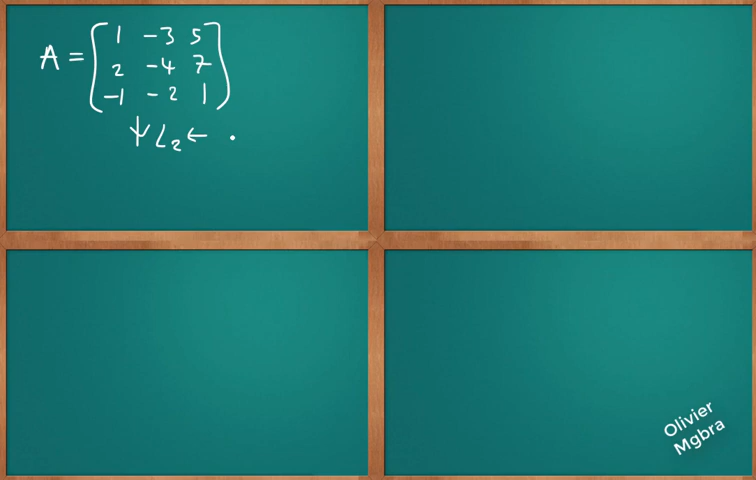 A = [1 -3 5
2 -4 7
-1 -2 1]
↓ L₂ ← .
Olivier
Mgbra